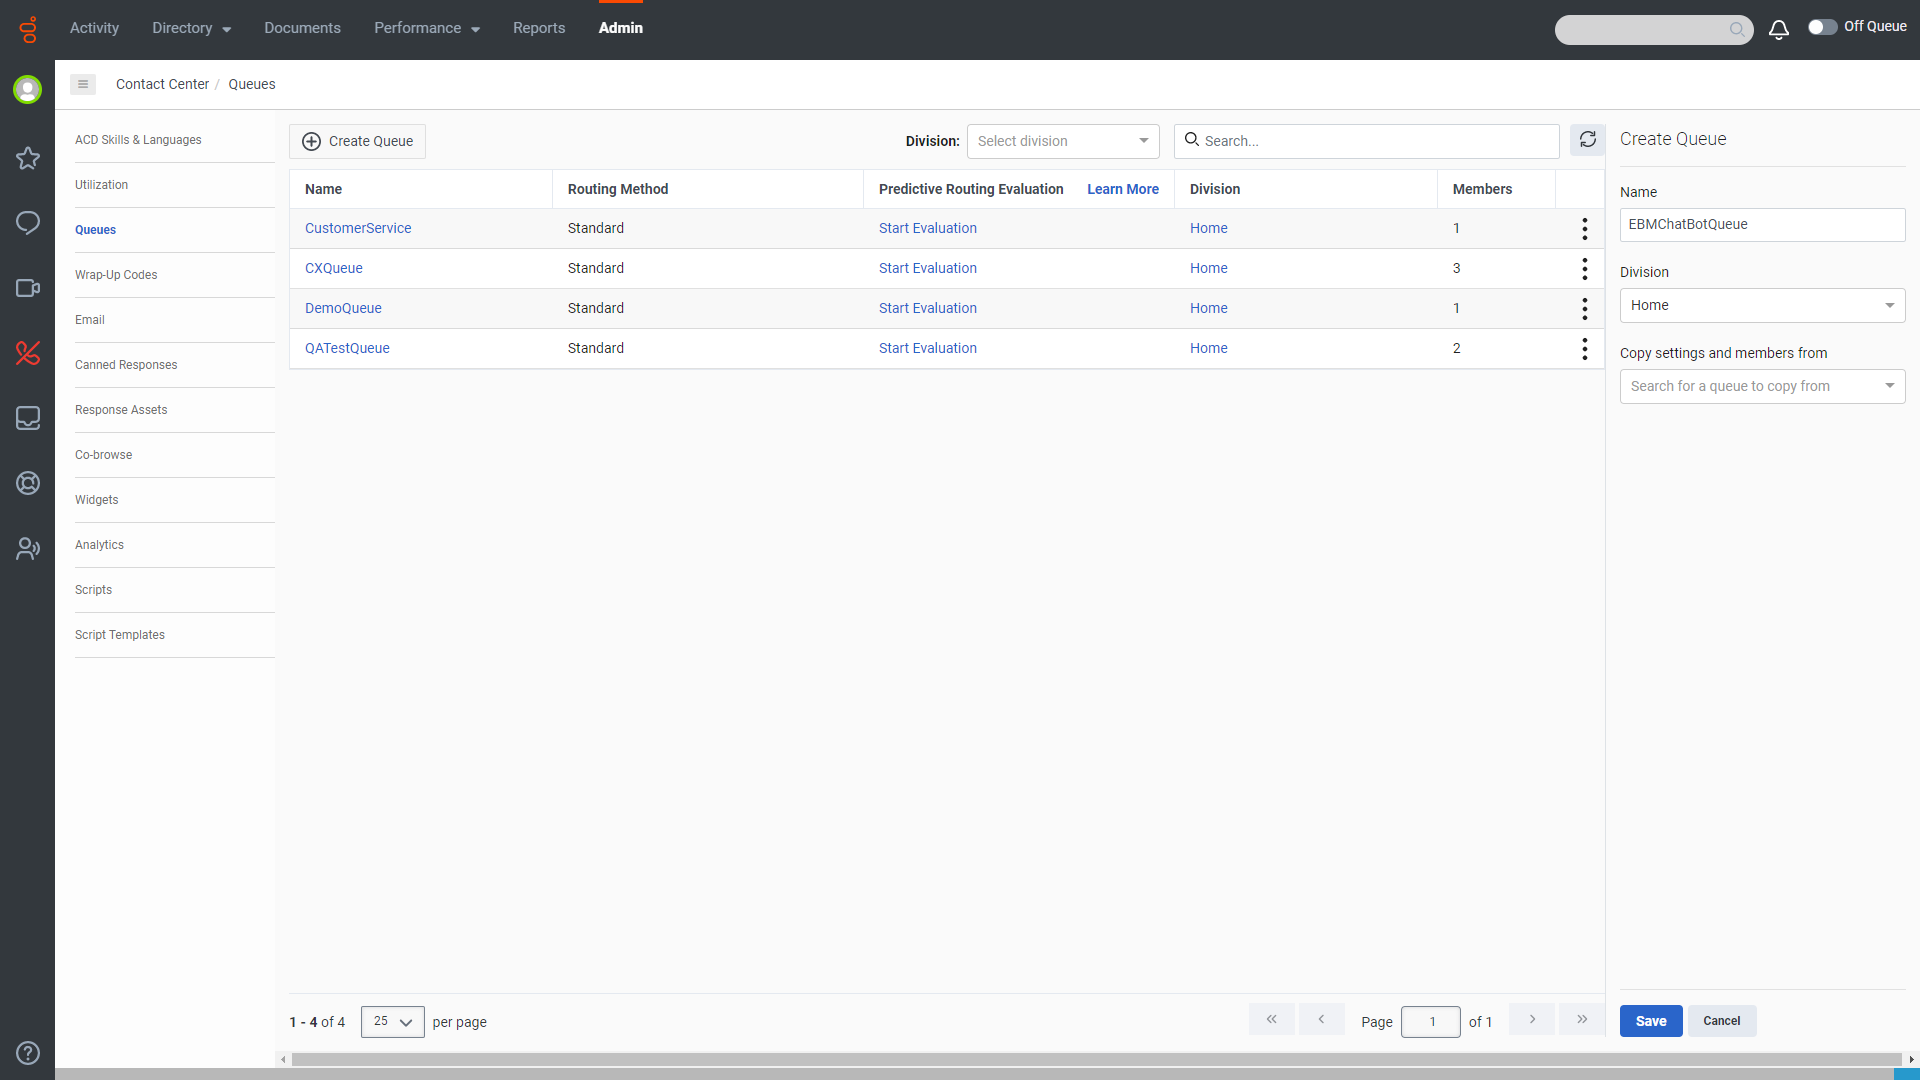 Activity Directory Documents Performance Reports Admin Off Queue
Contact Center / Queues
ACD Skills & Languages
Utilization
Queues
Wrap-Up Codes
Email
Canned Responses
Response Assets
Co-browse
Widgets
Analytics
Scripts
Script Templates
Create Queue Division: Select division Search...
Name Routing Method Predictive Routing Evaluation Learn More Division Members
CustomerService Standard Start Evaluation Home 1
CXQueue Standard Start Evaluation Home 3
DemoQueue Standard Start Evaluation Home 1
QATestQueue Standard Start Evaluation Home 2
1 - 4 of 4 25 per page Page 1 of 1
Create Queue
Name
EBMChatBotQueue
Division
Home
Copy settings and members from
Search for a queue to copy from
Save Cancel